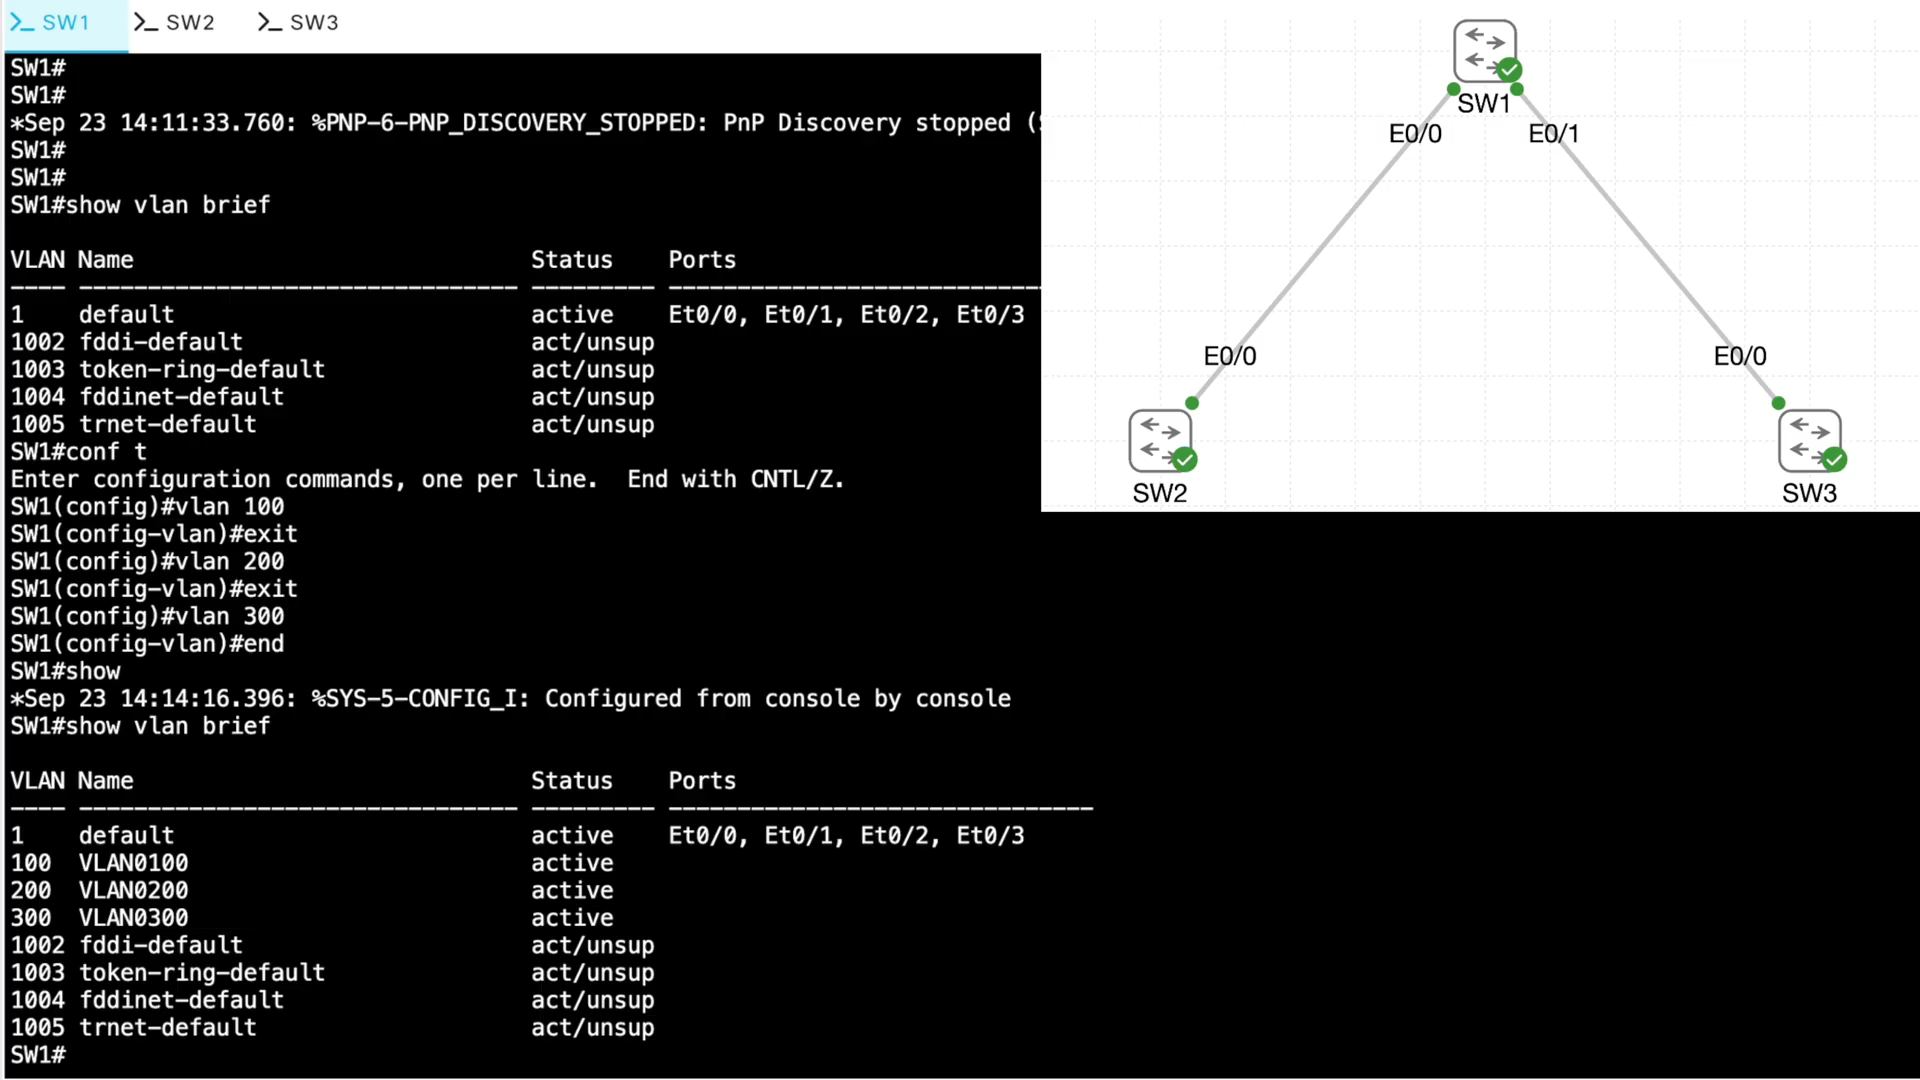 SW1 SW2 SW3
SW1#
SW1#
*Sep 23 14:11:33.760: %PNP-6-PNP_DISCOVERY_STOPPED: PnP Discovery stopped (
SW1#
SW1#
SW1#show vlan brief
VLAN Name Status Ports
---- -------------------------------- --------- ----------------------------
1 default active Et0/0, Et0/1, Et0/2, Et0/3
1002 fddi-default act/unsup
1003 token-ring-default act/unsup
1004 fddinet-default act/unsup
1005 trnet-default act/unsup
SW1#conf t
Enter configuration commands, one per line. End with CNTL/Z.
SW1(config)#vlan 100
SW1(config-vlan)#exit
SW1(config)#vlan 200
SW1(config-vlan)#exit
SW1(config)#vlan 300
SW1(config-vlan)#end
SW1#show
*Sep 23 14:14:16.396: %SYS-5-CONFIG_I: Configured from console by console
SW1#show vlan brief
VLAN Name Status Ports
---- -------------------------------- --------- -------------------------------
1 default active Et0/0, Et0/1, Et0/2, Et0/3
100 VLAN0100 active
200 VLAN0200 active
300 VLAN0300 active
1002 fddi-default act/unsup
1003 token-ring-default act/unsup
1004 fddinet-default act/unsup
1005 trnet-default act/unsup
SW1#
SW1
E0/0 E0/1
E0/0 E0/0
SW2 SW3